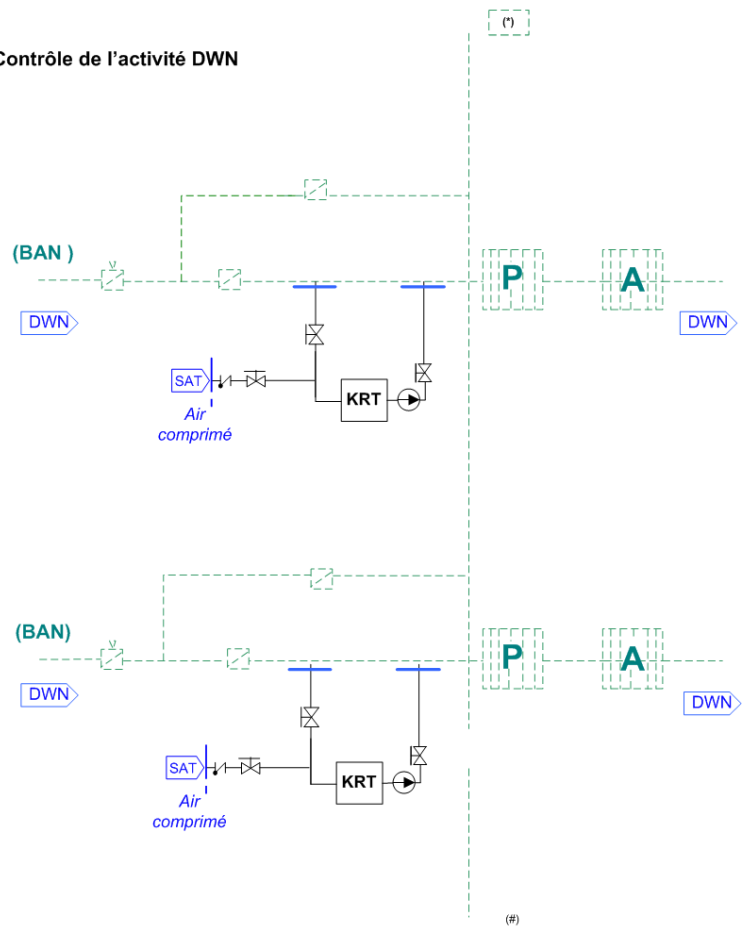 (*)
Contrôle de l'activité DWN
(BAN )
ν
P
A
DWN
DWN
SAT
KRT
Air
comprimé
(BAN)
ν
P
A
DWN
DWN
SAT
KRT
Air
comprimé
(#)